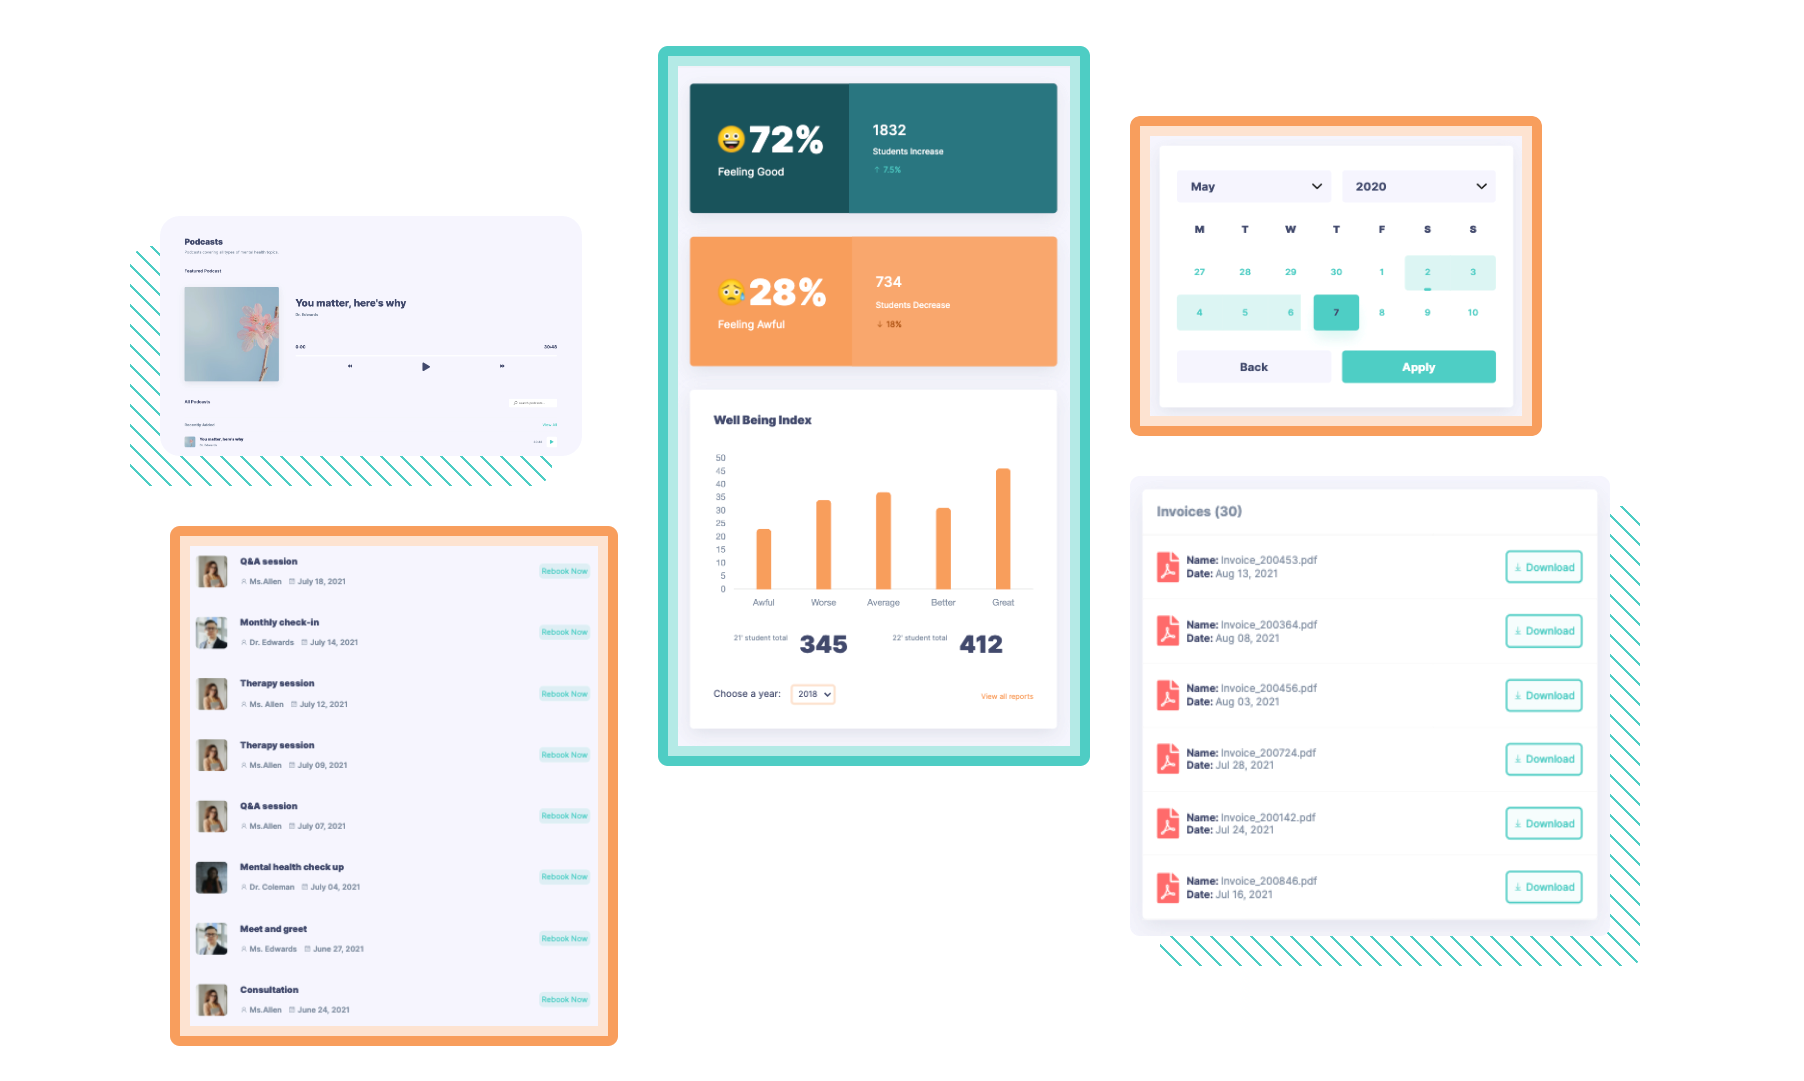 Podcasts
Podcasts covering all types of mental health topics
Featured Podcast
You matter, here's why
Dr. Edwards
0:00
30:48
All Podcasts
Recently Added
View All
You matter, here's why
Dr. Edwards
Q&A session
Ms.Allen July 18, 2021
Rebook Now
Monthly check-in
Dr. Edwards July 14, 2021
Rebook Now
Therapy session
Ms. Allen July 12, 2021
Rebook Now
Therapy session
Ms.Allen July 09, 2021
Rebook Now
Q&A session
Ms.Allen July 07, 2021
Rebook Now
Mental health check up
Dr. Coleman July 04, 2021
Rebook Now
Meet and greet
Ms. Edwards June 27, 2021
Rebook Now
Consultation
Ms.Allen June 24, 2021
Rebook Now
72%
Feeling Good
1832
Students Increase
↑ 7.5%
28%
Feeling Awful
734
Students Decrease
↓ 18%
Well Being Index
50
45
40
35
30
25
20
15
10
5
0
Awful Worse Average Better Great
21' student total 345 22' student total 412
Choose a year: 2018 View all reports
May 2020
M T W T F S S
27 28 29 30 1 2 3
4 5 6 7 8 9 10
Back Apply
Invoices (30)
Name: Invoice_200453.pdf
Date: Aug 13, 2021
Download
Name: Invoice_200364.pdf
Date: Aug 08, 2021
Download
Name: Invoice_200456.pdf
Date: Aug 03, 2021
Download
Name: Invoice_200724.pdf
Date: Jul 28, 2021
Download
Name: Invoice_200142.pdf
Date: Jul 24, 2021
Download
Name: Invoice_200846.pdf
Date: Jul 16, 2021
Download